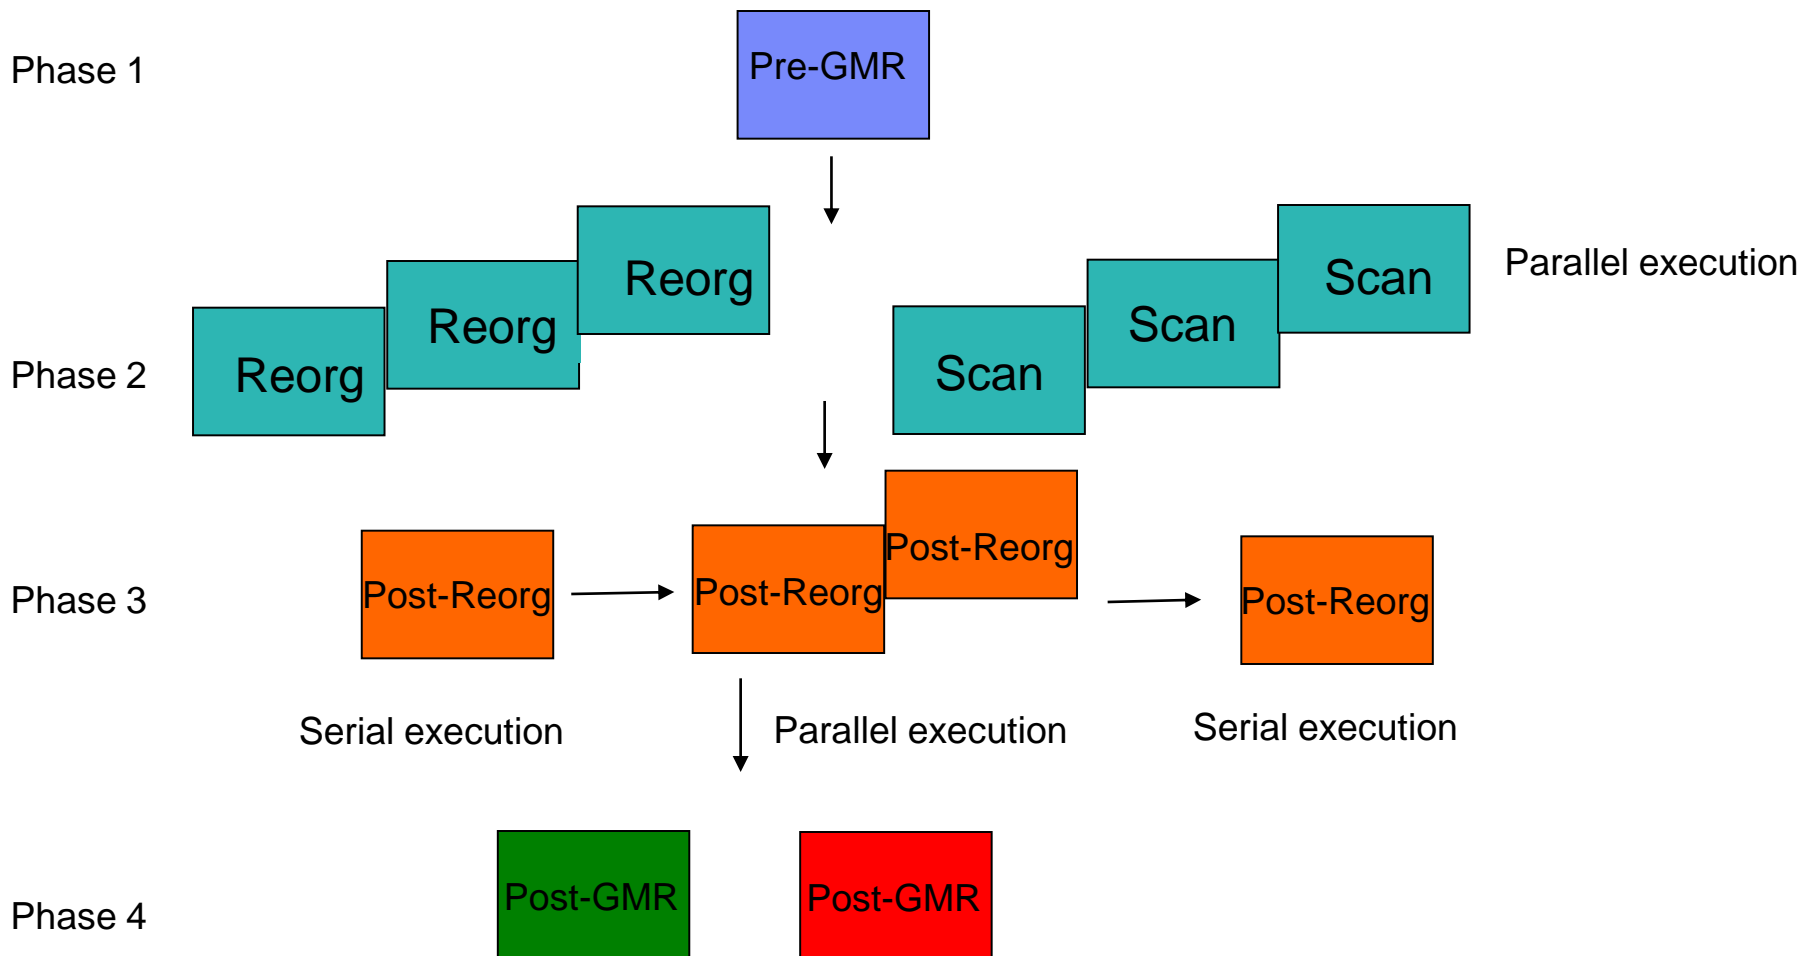 Phase 1
Pre-GMR
Reorg
Reorg
Reorg
Scan
Scan
Scan
Parallel execution
Phase 2
Phase 3
Post-Reorg
Post-Reorg
Post-Reorg
Post-Reorg
Serial execution
Parallel execution
Serial execution
Phase 4
Post-GMR
Post-GMR